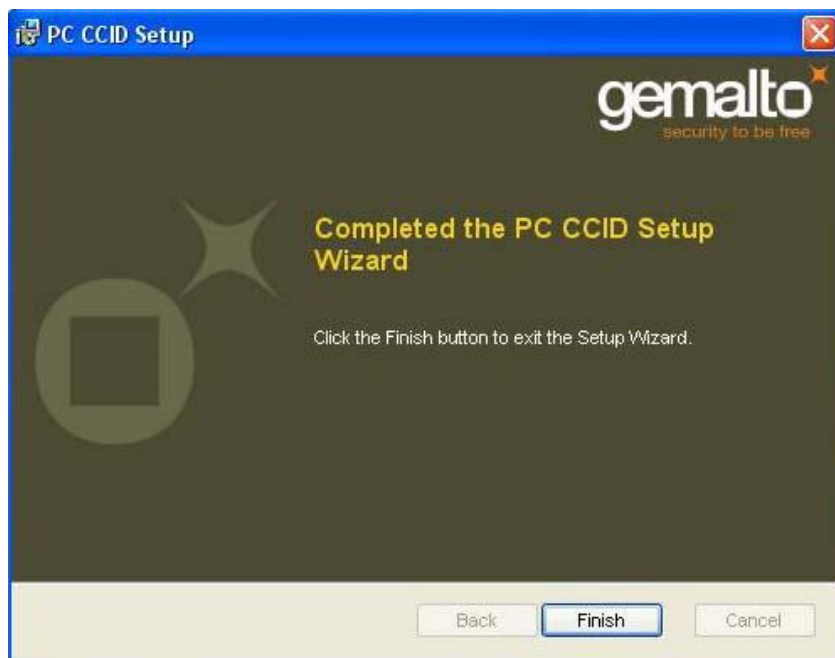 PC CCID Setup
gemalto
security to be free
Completed the PC CCID Setup
Wizard
Click the Finish button to exit the Setup Wizard.
Back
Finish
Cancel